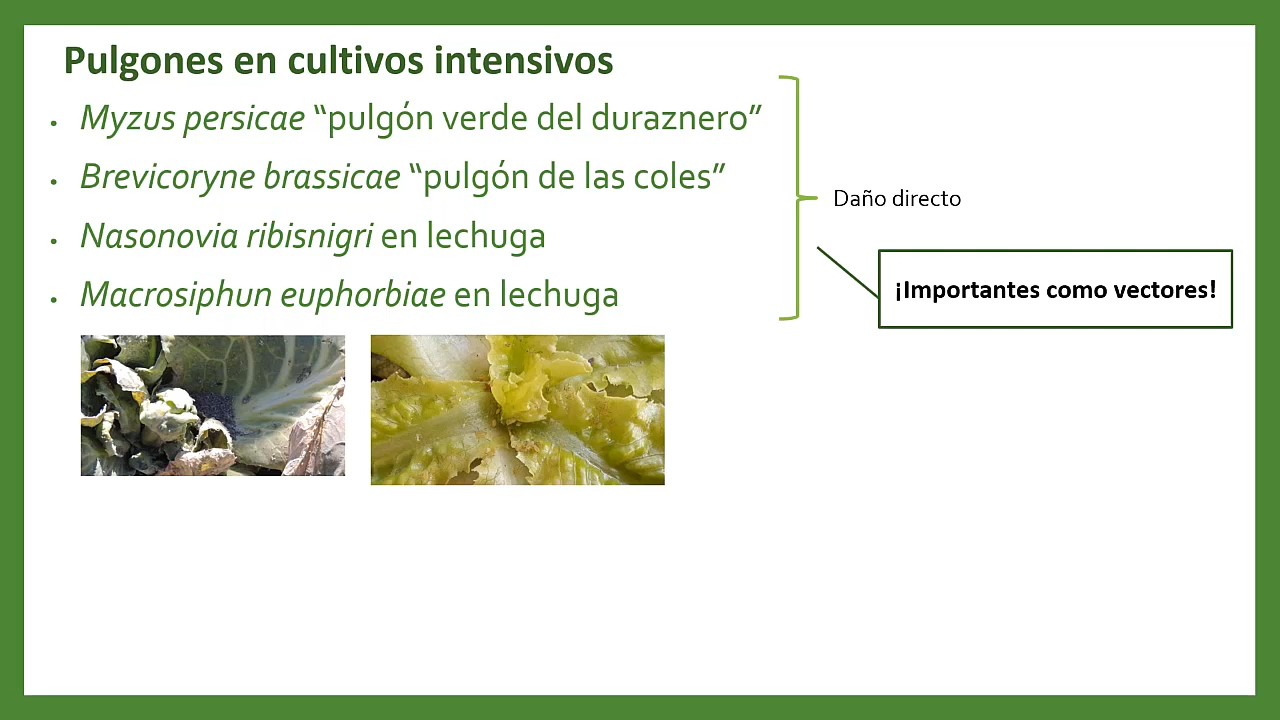 Pulgones en cultivos intensivos
• Myzus persicae “pulgón verde del duraznero”
• Brevicoryne brassicae “pulgón de las coles”
• Nasonovia ribisnigri en lechuga
• Macrosiphun euphorbiae en lechuga
Daño directo
¡Importantes como vectores!